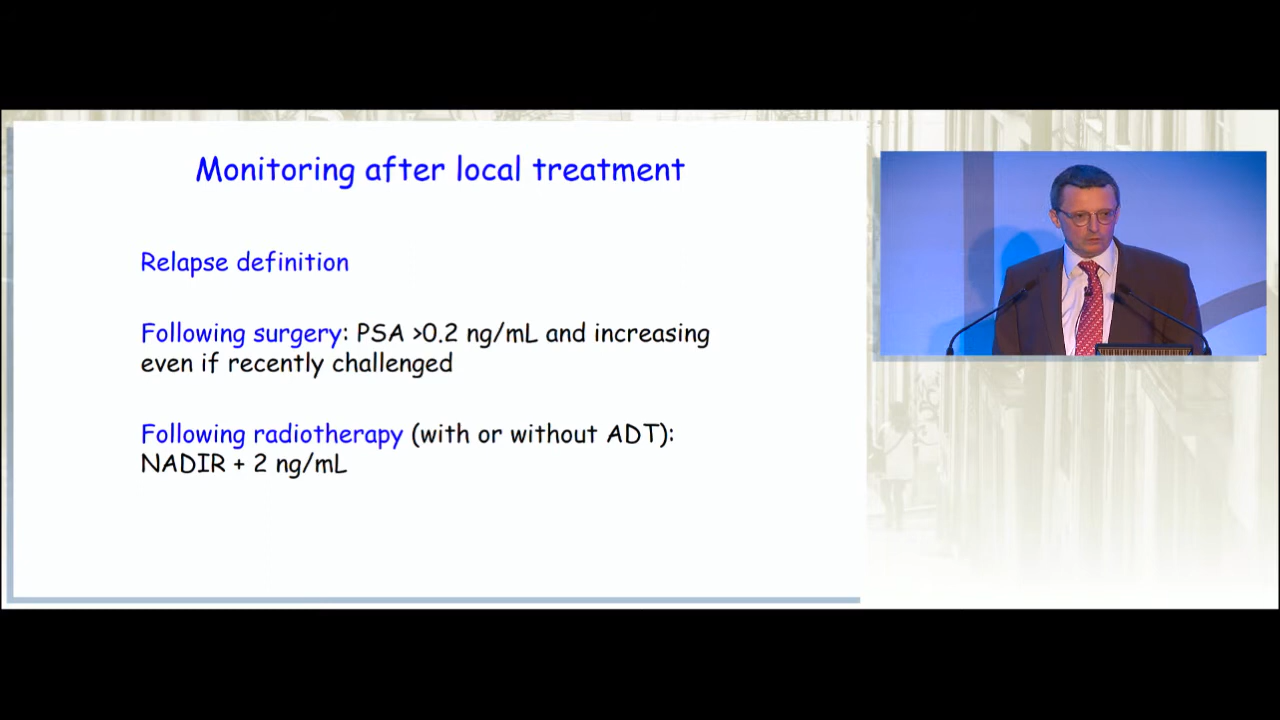 Monitoring after local treatment
Relapse definition
Following surgery: PSA >0.2 ng/mL and increasing
even if recently challenged
Following radiotherapy (with or without ADT):
NADIR + 2 ng/mL